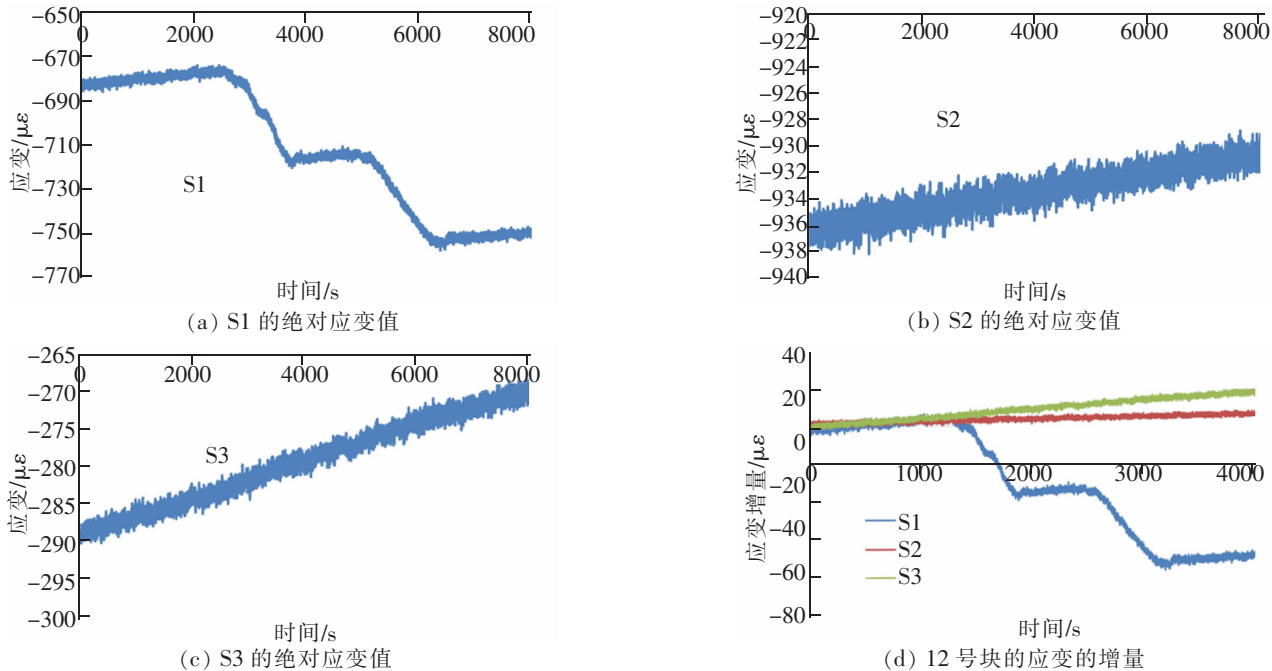 -650
0
2000
4000
6000
8000
-670
-690
-710
-730
-750
-770
应变/με
S1
时间/s
(a) S1 的绝对应变值
-920
-922
-924
-926
-928
-930
-932
-934
-936
-938
-940
0
2000
4000
6000
8000
应变/με
S2
时间/s
(b) S2 的绝对应变值
-265
-270
-275
-280
-285
-290
-295
-300
0
2000
4000
6000
8000
应变/με
S3
时间/s
(c) S3 的绝对应变值
40
20
0
-20
-40
-60
-80
0
1000
2000
3000
4000
应变增量/με
S1
S2
S3
时间/s
(d) 12 号块的应变的增量